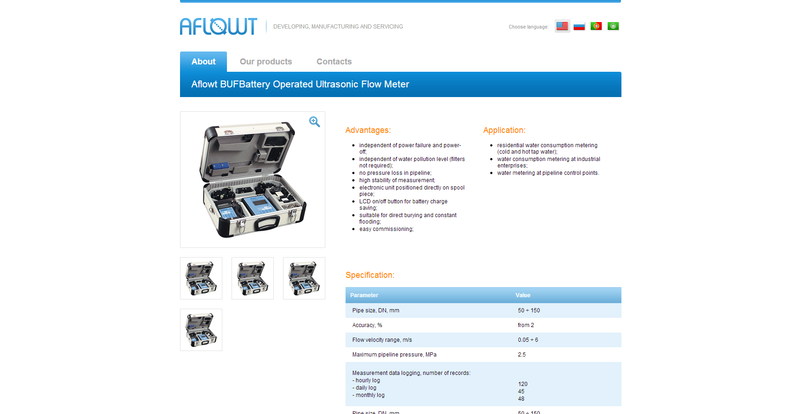 AFLOWT
DEVELOPING, MANUFACTURING AND SERVICING
Choose language:
About
Our products
Contacts
Aflowt BUFBattery Operated Ultrasonic Flow Meter
Advantages:
independent of power failure and power-
off;
independent of water pollution level (filters
not required);
no pressure loss in pipeline;
high stability of measurement;
electronic unit positioned directly on spool
piece;
LCD on/off button for battery charge
saving;
suitable for direct burying and constant
flooding;
easy commissioning;
Application:
residential water consumption metering
(cold and hot tap water);
water consumption metering at industrial
enterprises;
water metering at pipeline control points.
Specification:
Parameter Value
Pipe size, DN, mm 50 ÷ 150
Accuracy, % from 2
Flow velocity range, m/s 0.05 ÷ 6
Maximum pipeline pressure, MPa 2.5
Measurement data logging, number of records:
- hourly log 120
- daily log 45
- monthly log 48
Pipe size, DN, mm 50 ÷ 150